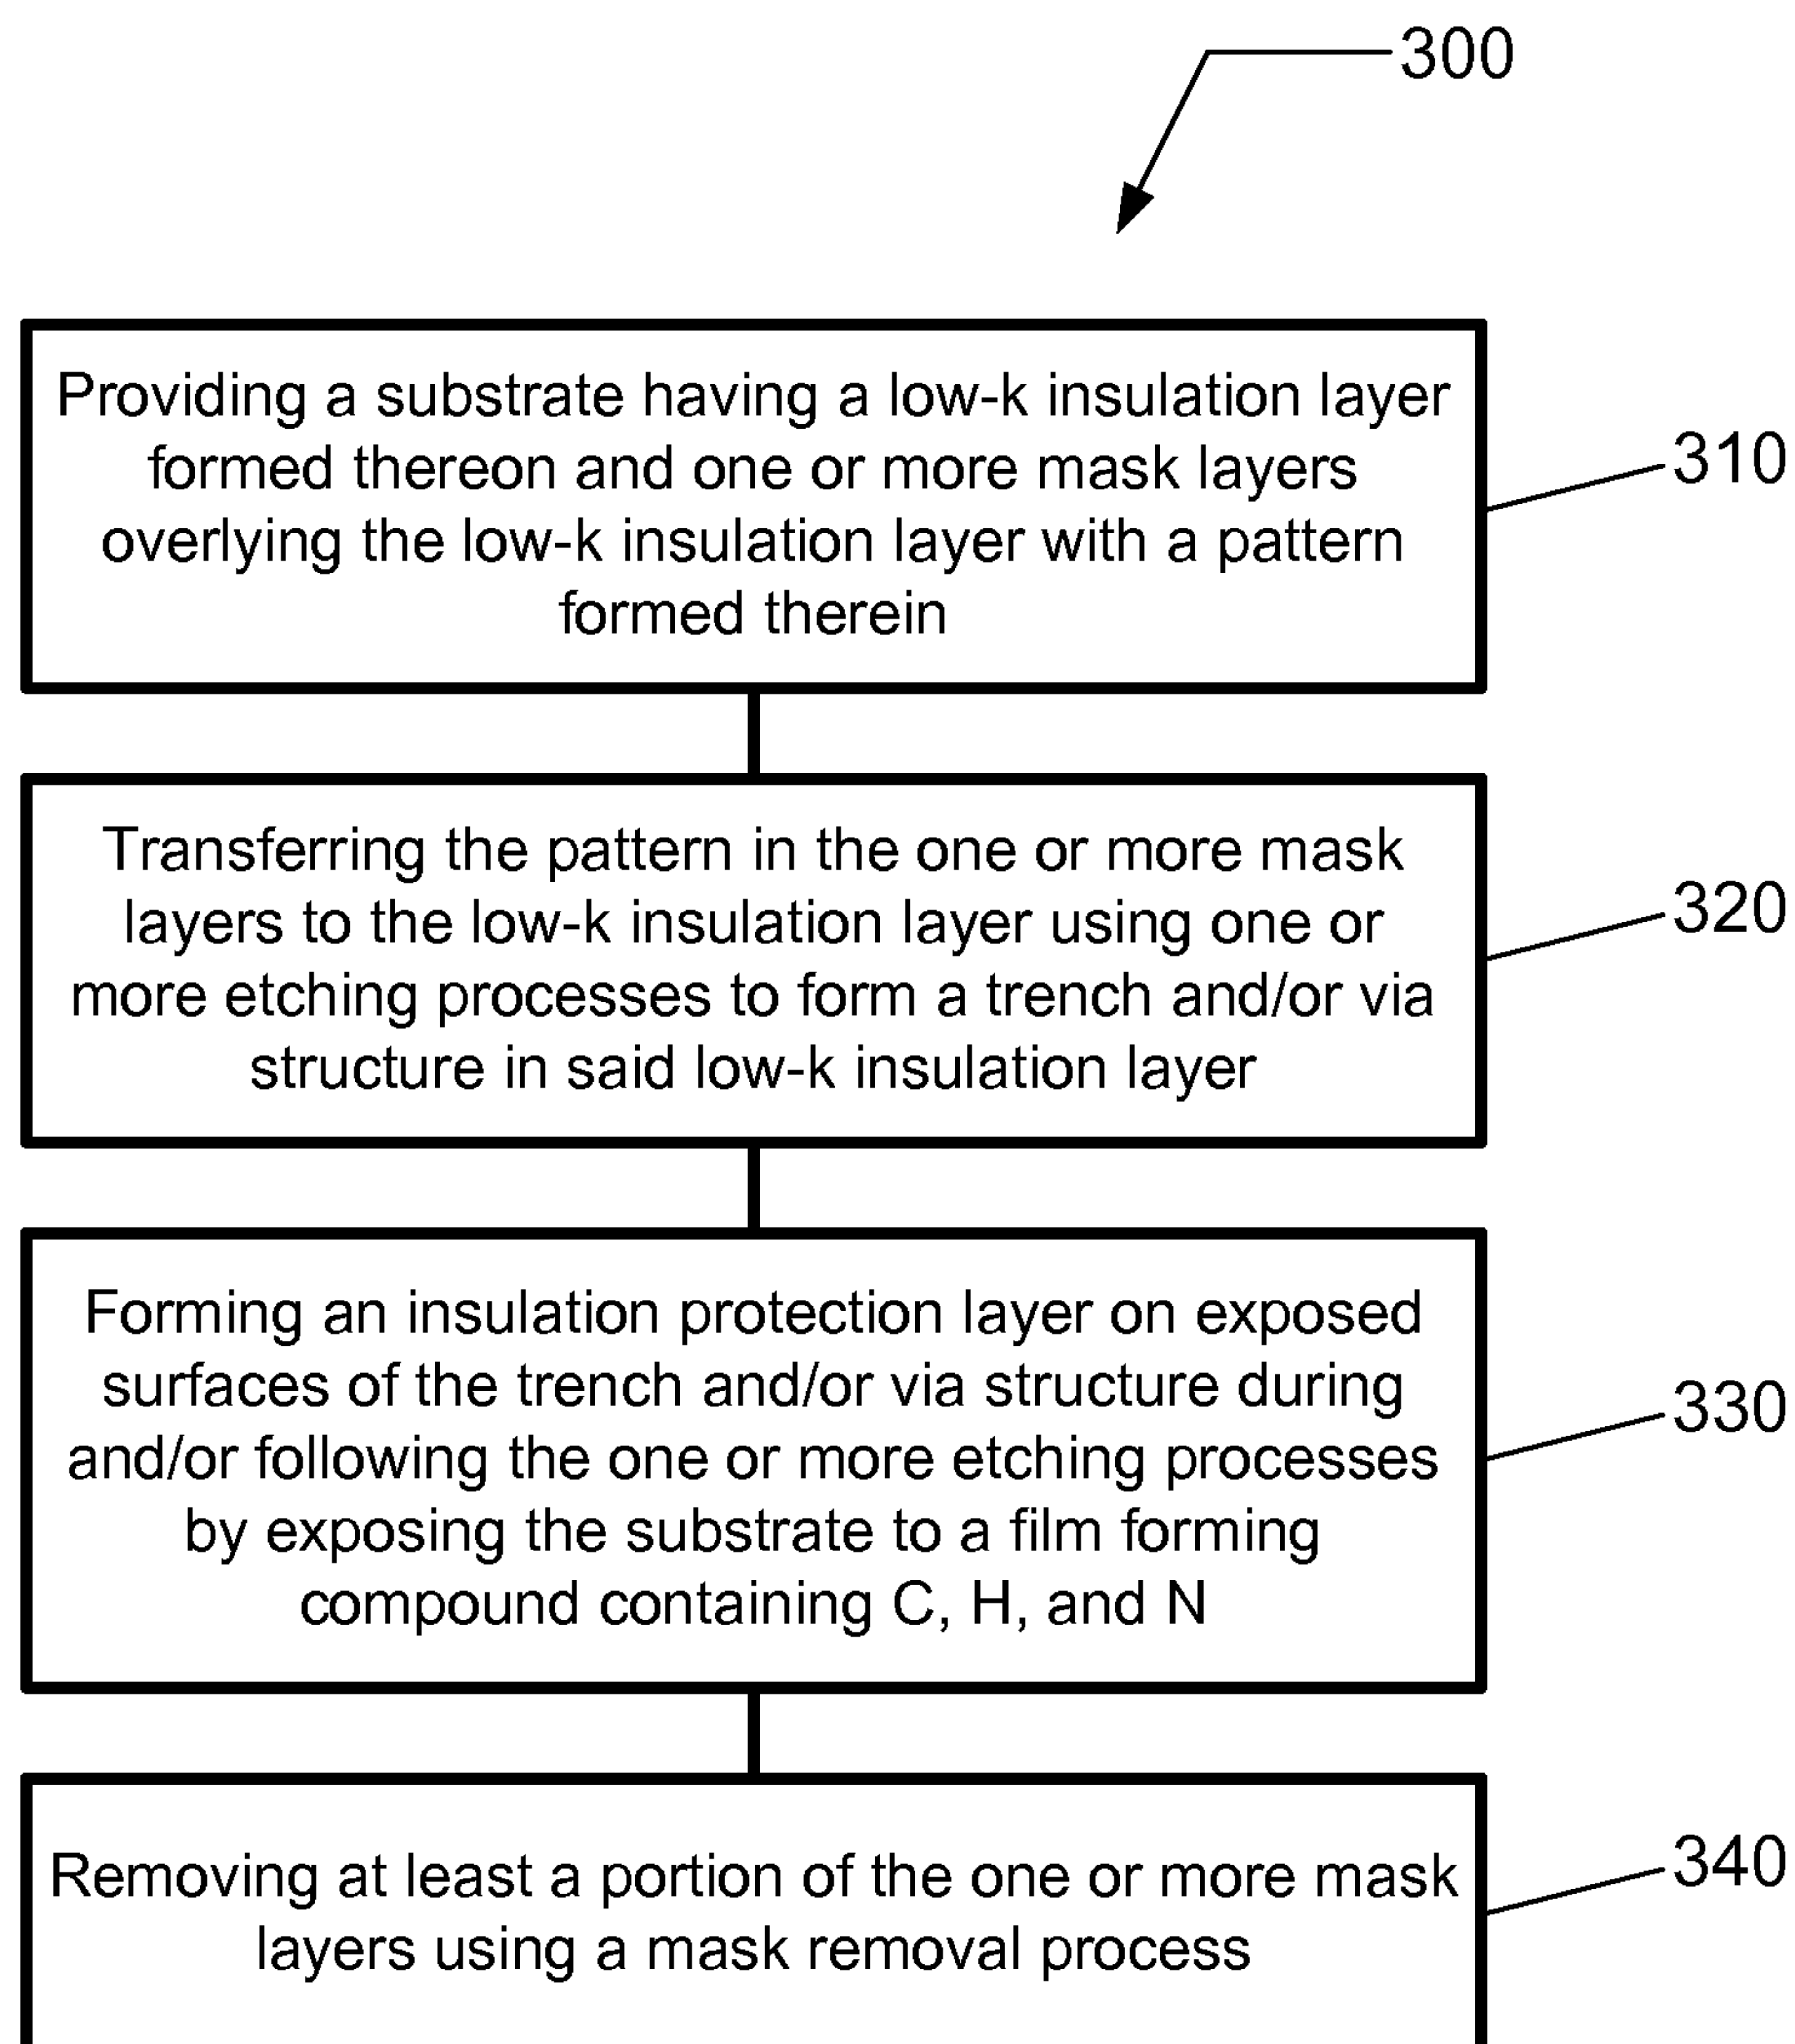 300
Providing a substrate having a low-k insulation layer
formed thereon and one or more mask layers
overlying the low-k insulation layer with a pattern
formed therein
310
Transferring the pattern in the one or more mask
layers to the low-k insulation layer using one or
more etching processes to form a trench and/or via
structure in said low-k insulation layer
320
Forming an insulation protection layer on exposed
surfaces of the trench and/or via structure during
and/or following the one or more etching processes
by exposing the substrate to a film forming
compound containing C, H, and N
330
Removing at least a portion of the one or more mask
layers using a mask removal process
340